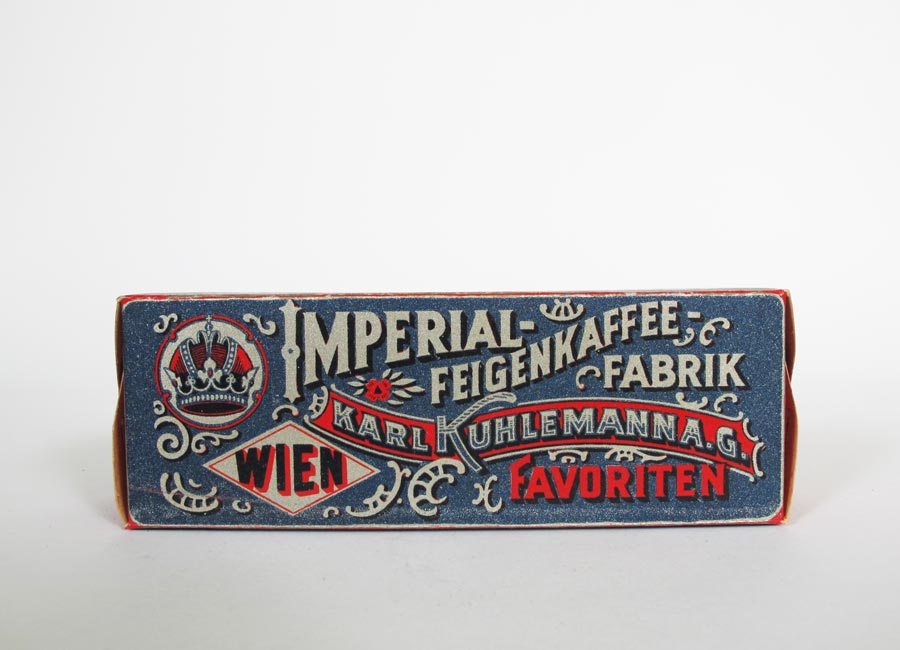 IMPERIAL-
FEIGENKAFFEE-
FABRIK
KARL KUHLEMANN A.G.
WIEN
FAVORITEN